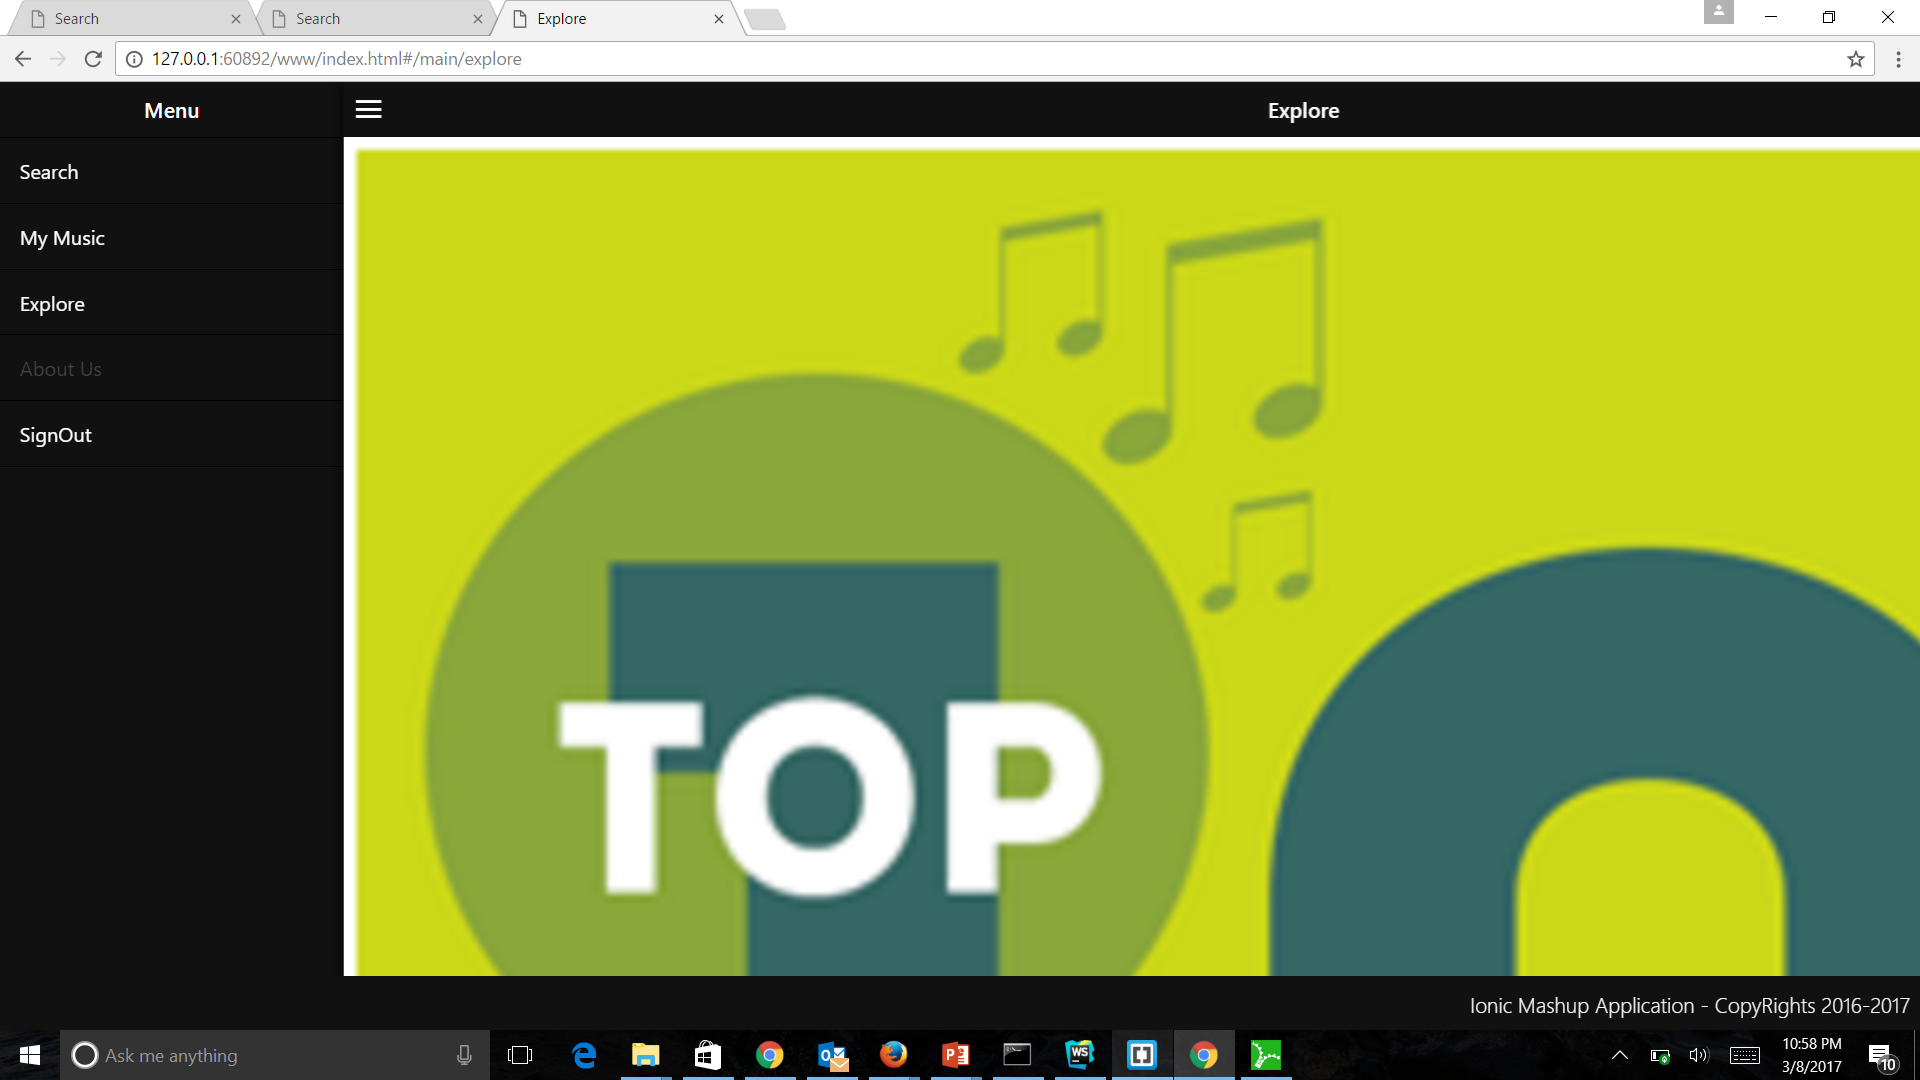 Search
Search
Explore
127.0.0.1:60892/www/index.html#/main/explore
Menu
Explore
Search
My Music
Explore
About Us
SignOut
TOP
Ionic Mashup Application - CopyRights 2016-2017
Ask me anything
WS
10:58 PM
3/8/2017
10